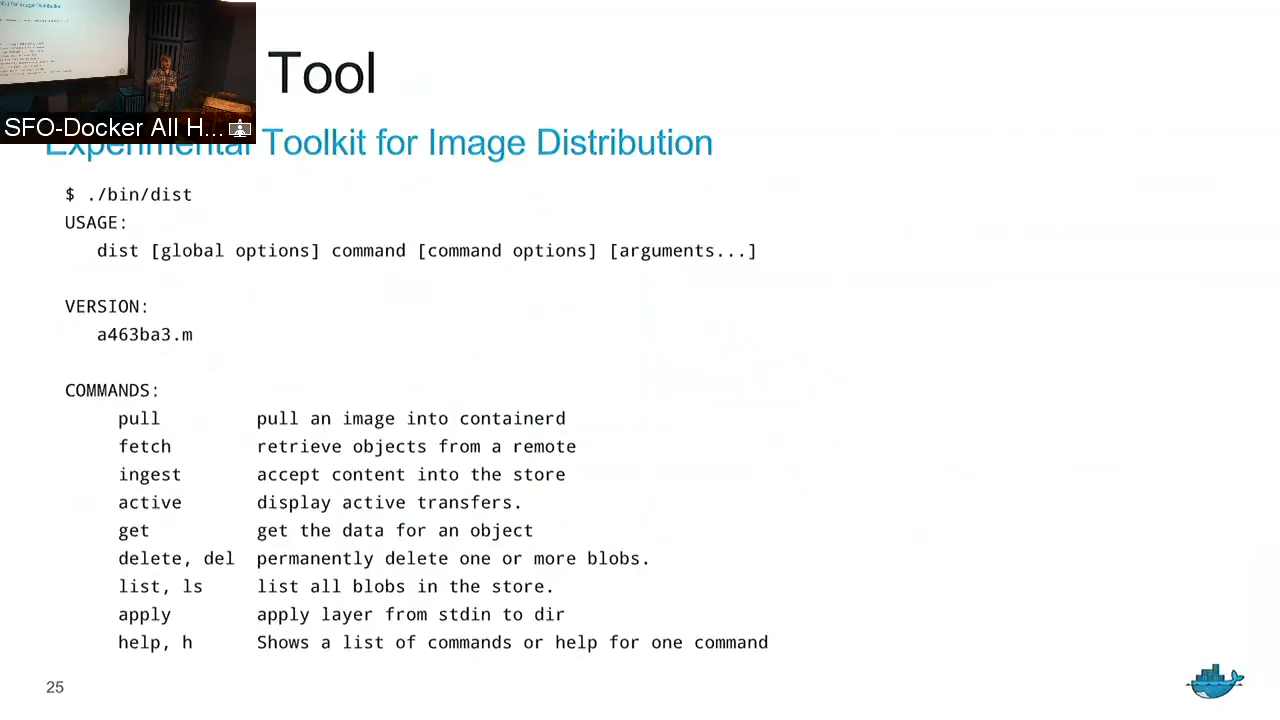 Tool
SFO-Docker All H...
Experimental Toolkit for Image Distribution
$ ./bin/dist
USAGE:
dist [global options] command [command options] [arguments...]
VERSION:
a463ba3.m
COMMANDS:
pull pull an image into containerd
fetch retrieve objects from a remote
ingest accept content into the store
active display active transfers.
get get the data for an object
delete, del permanently delete one or more blobs.
list, ls list all blobs in the store.
apply apply layer from stdin to dir
help, h Shows a list of commands or help for one command
25